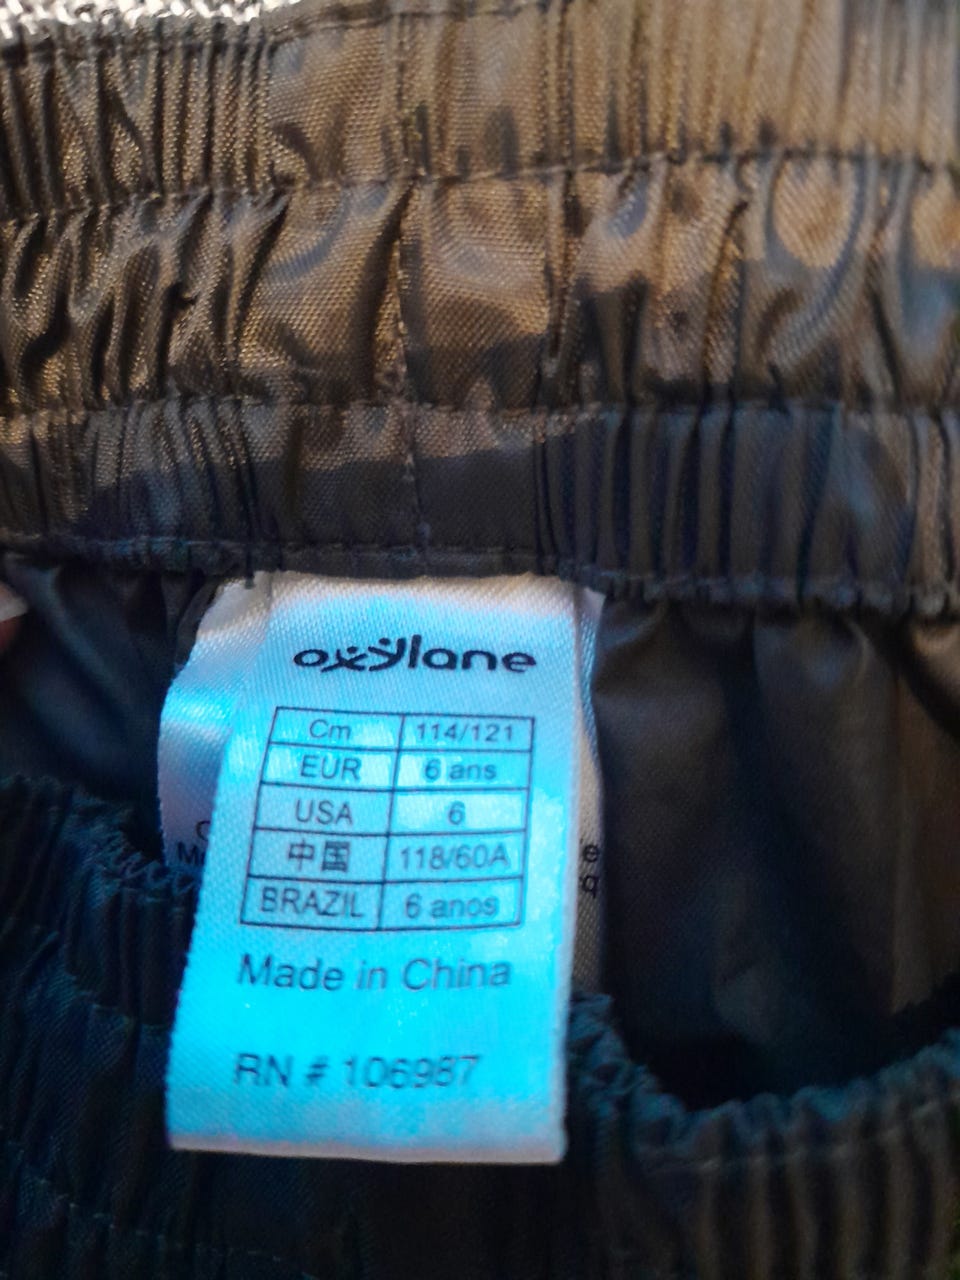 oxylane
Cm 114/121
EUR 6 ans
USA 6
中国 118/60A
BRAZIL 6 anos
Made in China
RN # 106987